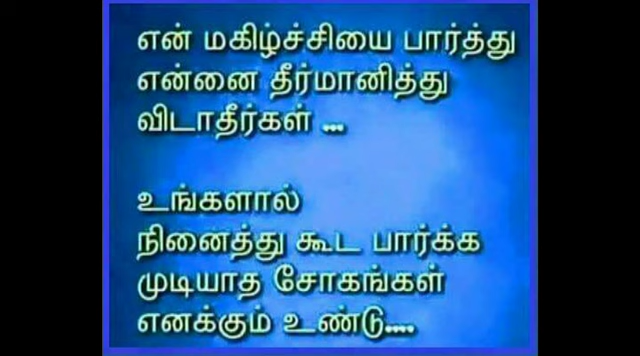 என் மகிழ்ச்சியை பார்த்து
என்னை தீர்மானித்து
விடாதீர்கள் ...
உங்களால்
நினைத்து கூட பார்க்க
முடியாத சோகங்கள்
எனக்கும் உண்டு....